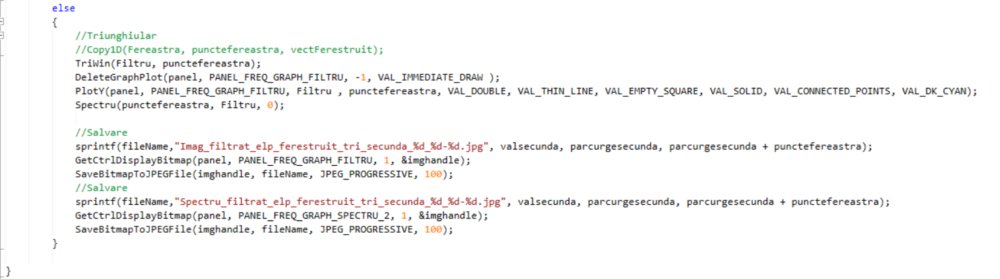 else
{
//Triunghiular
//Copy1D(Fereastra, punctefereastra, vectFerestruit);
TriWin(Filtru, punctefereastra);
DeleteGraphPlot(panel, PANEL_FREQ_GRAPH_FILTRU, -1, VAL_IMMEDIATE_DRAW );
PlotY(panel, PANEL_FREQ_GRAPH_FILTRU, Filtru , punctefereastra, VAL_DOUBLE, VAL_THIN_LINE, VAL_EMPTY_SQUARE, VAL_SOLID, VAL_CONNECTED_POINTS, VAL_DK_CYAN);
Spectru(punctefereastra, Filtru, 0);
//Salvare
sprintf(fileName,"Imag_filtrat_elp_ferestruit_tri_secunda_%d_%d-%d.jpg", valsecunda, parcurgesecunda, parcurgesecunda + punctefereastra);
GetCtrlDisplayBitmap(panel, PANEL_FREQ_GRAPH_FILTRU, 1, &imghandle);
SaveBitmapToJPEGFile(imghandle, fileName, JPEG_PROGRESSIVE, 100);
//Salvare
sprintf(fileName,"Spectru_filtrat_elp_ferestruit_tri_secunda_%d_%d-%d.jpg", valsecunda, parcurgesecunda, parcurgesecunda + punctefereastra);
GetCtrlDisplayBitmap(panel, PANEL_FREQ_GRAPH_SPECTRU_2, 1, &imghandle);
SaveBitmapToJPEGFile(imghandle, fileName, JPEG_PROGRESSIVE, 100);
}
}